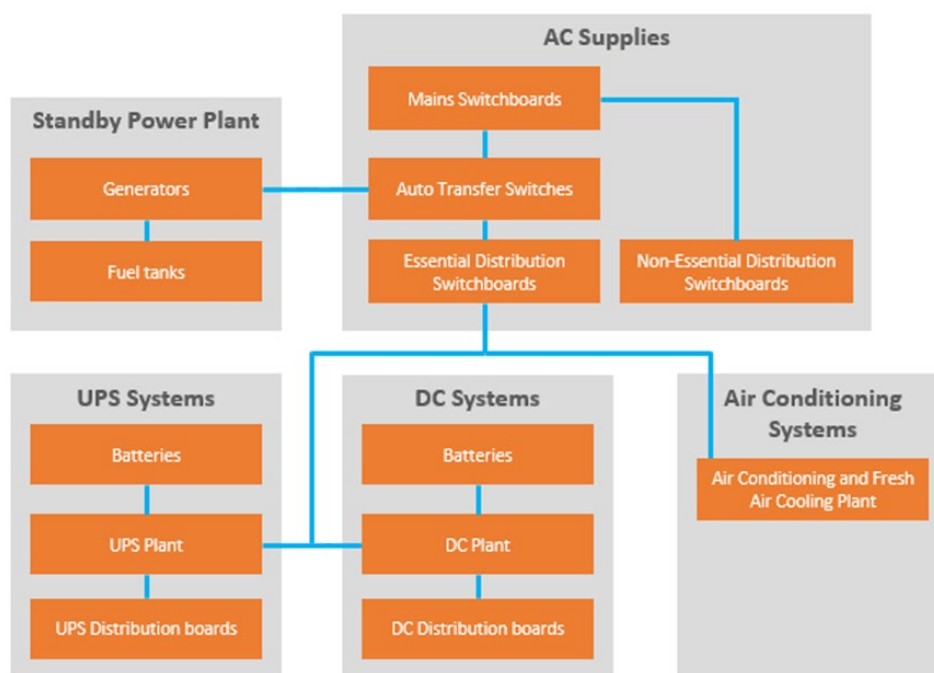 AC Supplies
Mains Switchboards
Standby Power Plant
Generators
Auto Transfer Switches
Fuel tanks
Essential Distribution
Switchboards
Non-Essential Distribution
Switchboards
UPS Systems
Batteries
UPS Plant
UPS Distribution boards
DC Systems
Batteries
DC Plant
DC Distribution boards
Air Conditioning
Systems
Air Conditioning and Fresh
Air Cooling Plant